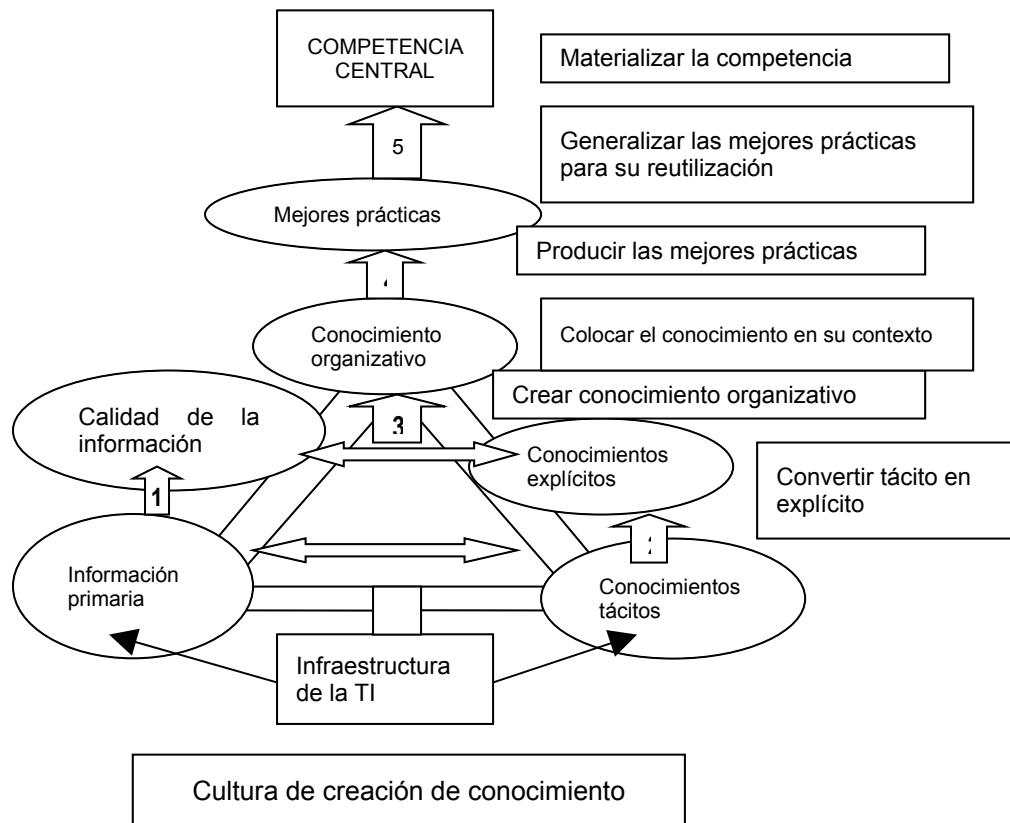 COMPETENCIA
CENTRAL
Materializar la competencia
5
Generalizar las mejores prácticas
para su reutilización
Mejores prácticas
Producir las mejores prácticas
Conocimiento
organizativo
Colocar el conocimiento en su contexto
Crear conocimiento organizativo
Calidad de la
información
3
Conocimientos
explícitos
Convertir tácito en
explícito
1
Información
primaria
Conocimientos
tácitos
Infraestructura
de la TI
Cultura de creación de conocimiento